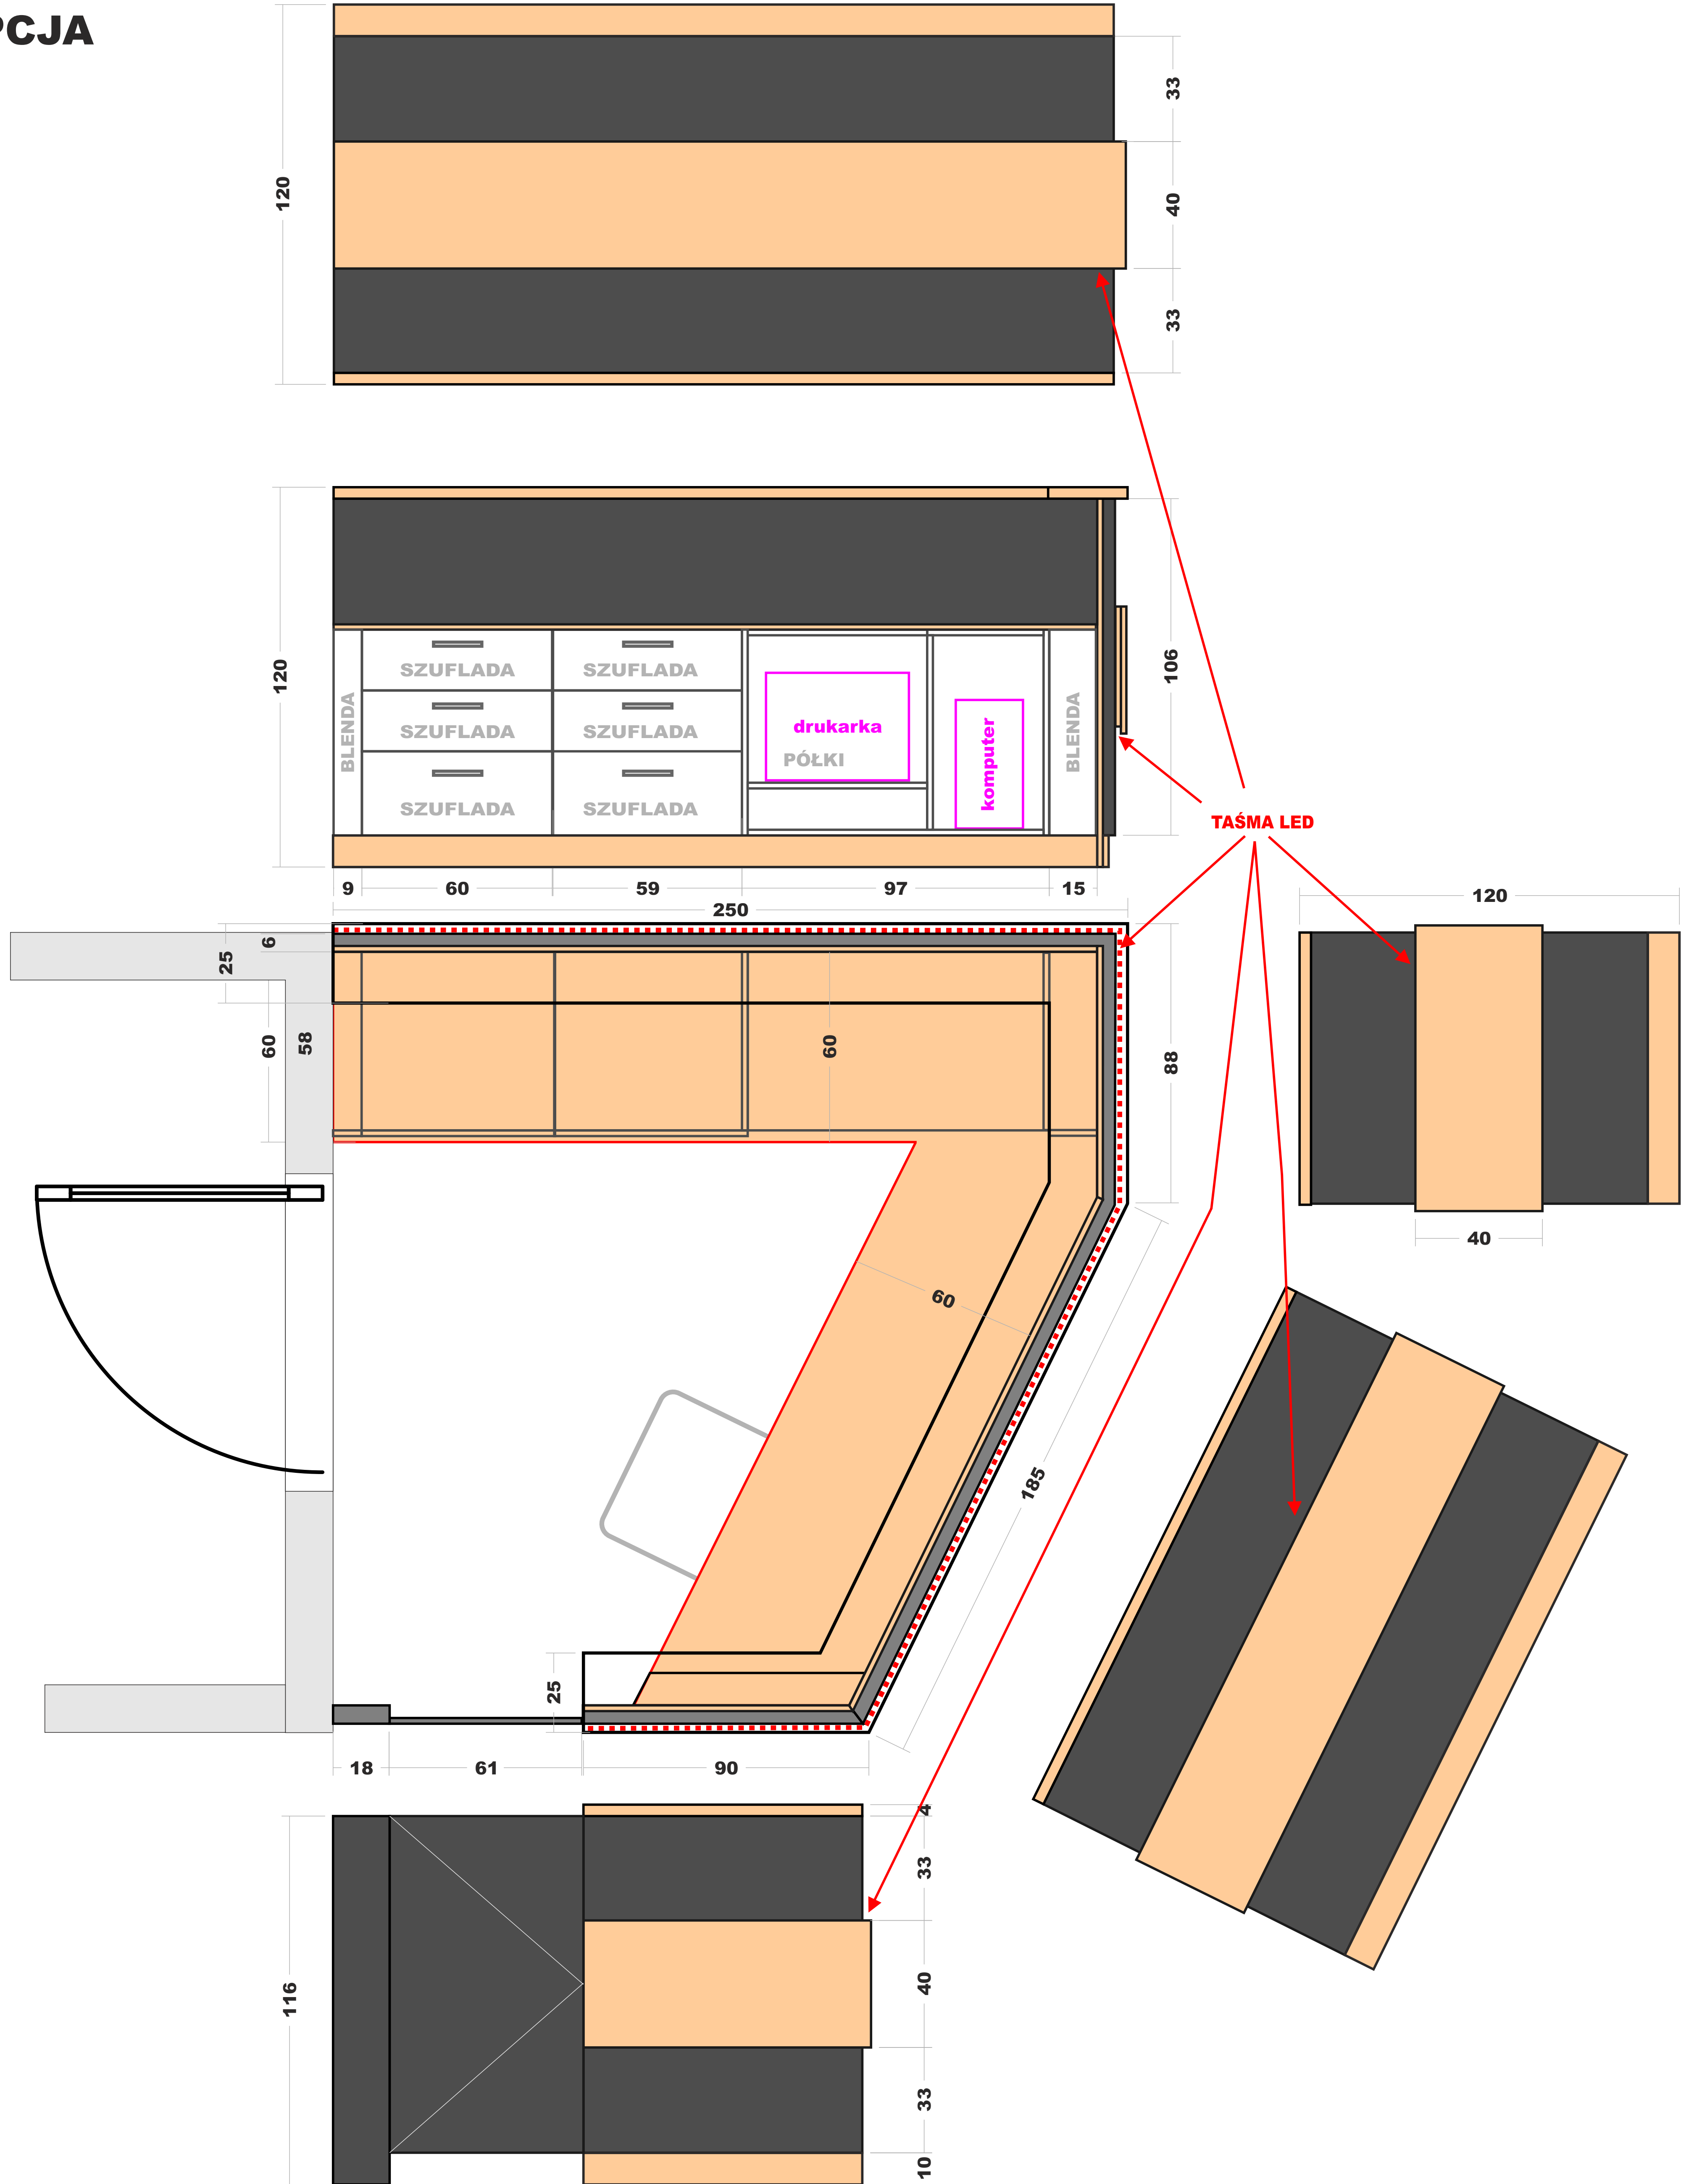 PCJA
33
120
40
33
120
106
SZUFLADA
SZUFLADA
BLENDA
SZUFLADA
SZUFLADA
drukarka
PÓŁKI
komputer
BLENDA
SZUFLADA
SZUFLADA
TAŚMA LED
9
60
59
97
15
250
120
6
25
60
58
60
88
40
60
185
25
18
61
90
4
33
116
40
33
10